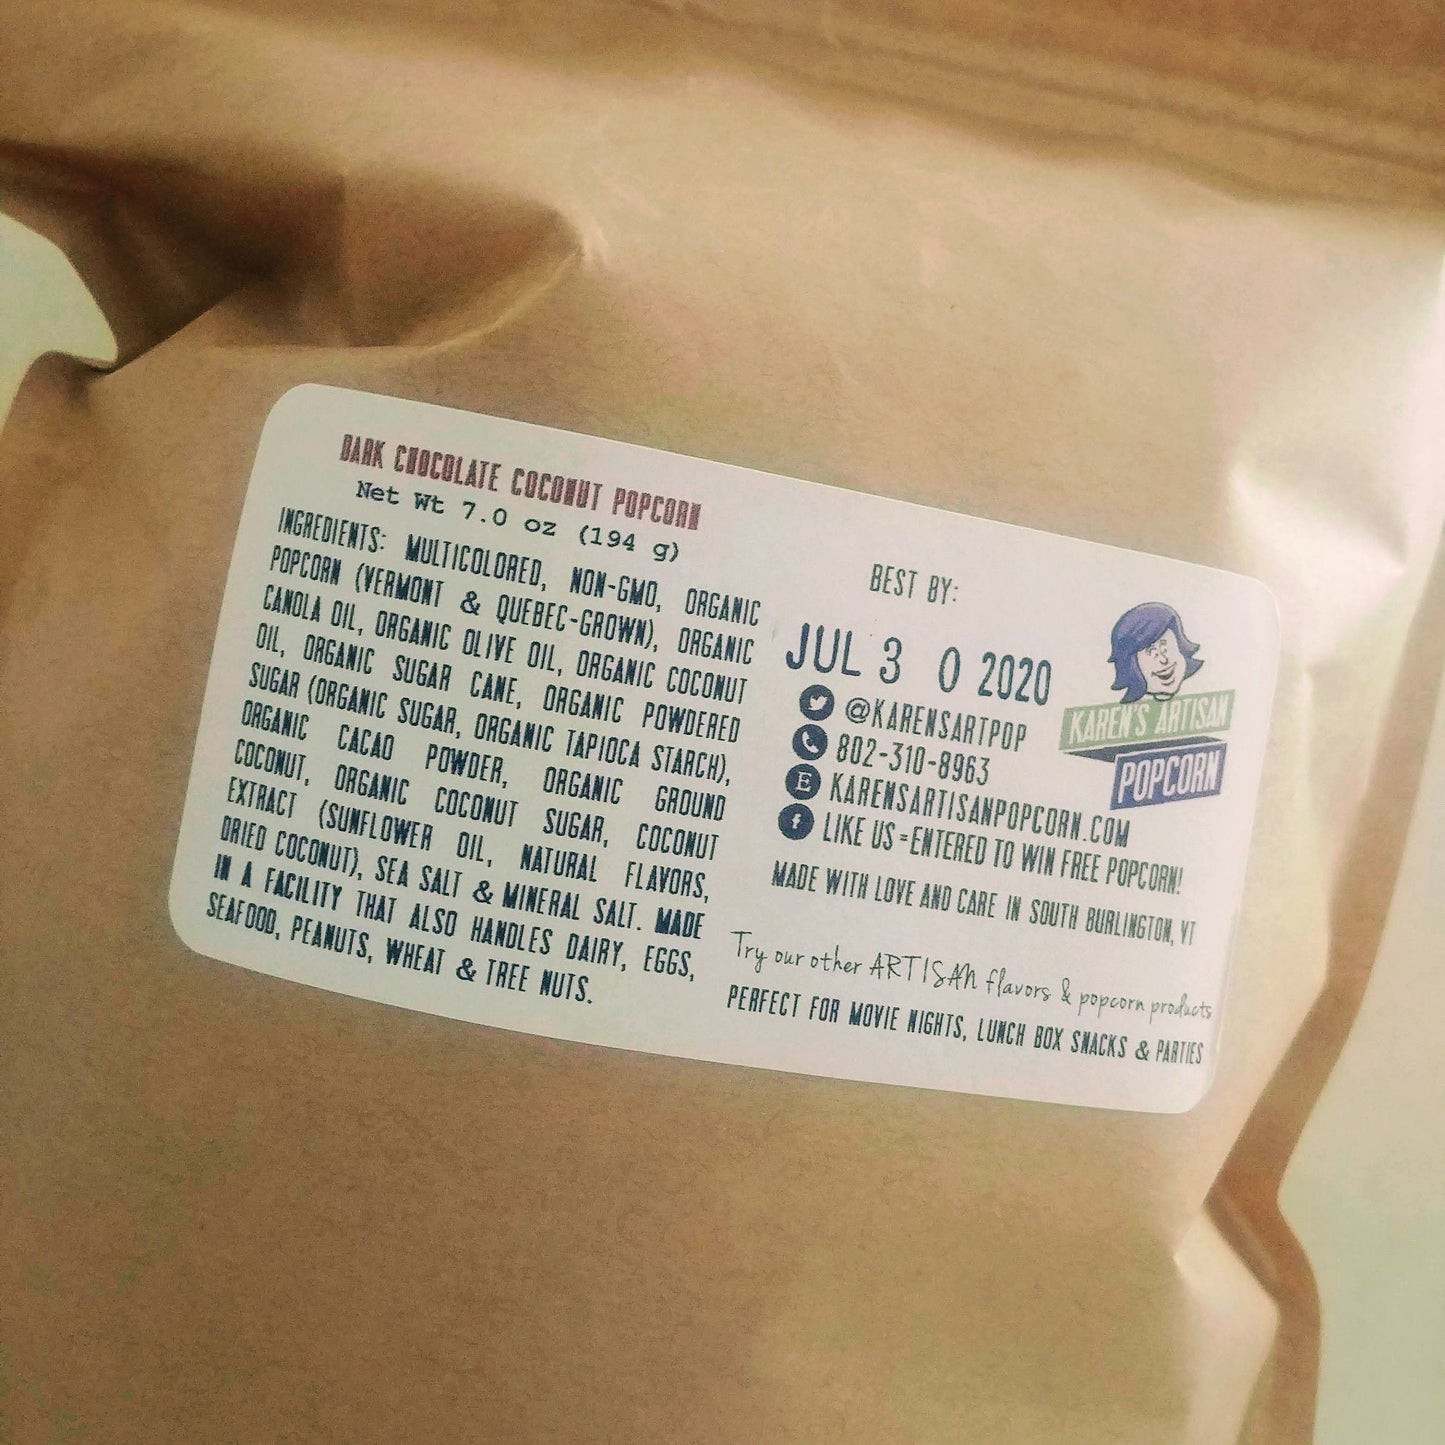 DARK CHOCOLATE COCONUT POPCORN
Net Wt 7.0 oz (194 g)
INGREDIENTS: MULTICOLORED, NON-GMO, ORGANIC
POPCORN (VERMONT & QUEBEC-GROWN), ORGANIC
CANOLA OIL, ORGANIC OLIVE OIL, ORGANIC COCONUT
OIL, ORGANIC SUGAR CANE, ORGANIC POWDERED
SUGAR (ORGANIC SUGAR, ORGANIC TAPIOCA STARCH),
ORGANIC CACAO POWDER, ORGANIC GROUND
COCONUT, ORGANIC COCONUT SUGAR, COCONUT
EXTRACT (SUNFLOWER OIL, NATURAL FLAVORS,
DRIED COCONUT), SEA SALT & MINERAL SALT. MADE
IN A FACILITY THAT ALSO HANDLES DAIRY, EGGS,
SEAFOOD, PEANUTS, WHEAT & TREE NUTS.
BEST BY:
JUL 3 0 2020
@KARENSARTPOP
802-310-8963
E KARENSARTISANPOPCORN.COM
f LIKE US=ENTERED TO WIN FREE POPCORN!
KAREN'S ARTISAN
POPCORN
MADE WITH LOVE AND CARE IN SOUTH BURLINGTON, VT
Try our other ARTISAN flavors & popcorn products
PERFECT FOR MOVIE NIGHTS, LUNCH BOX SNACKS & PARTIES